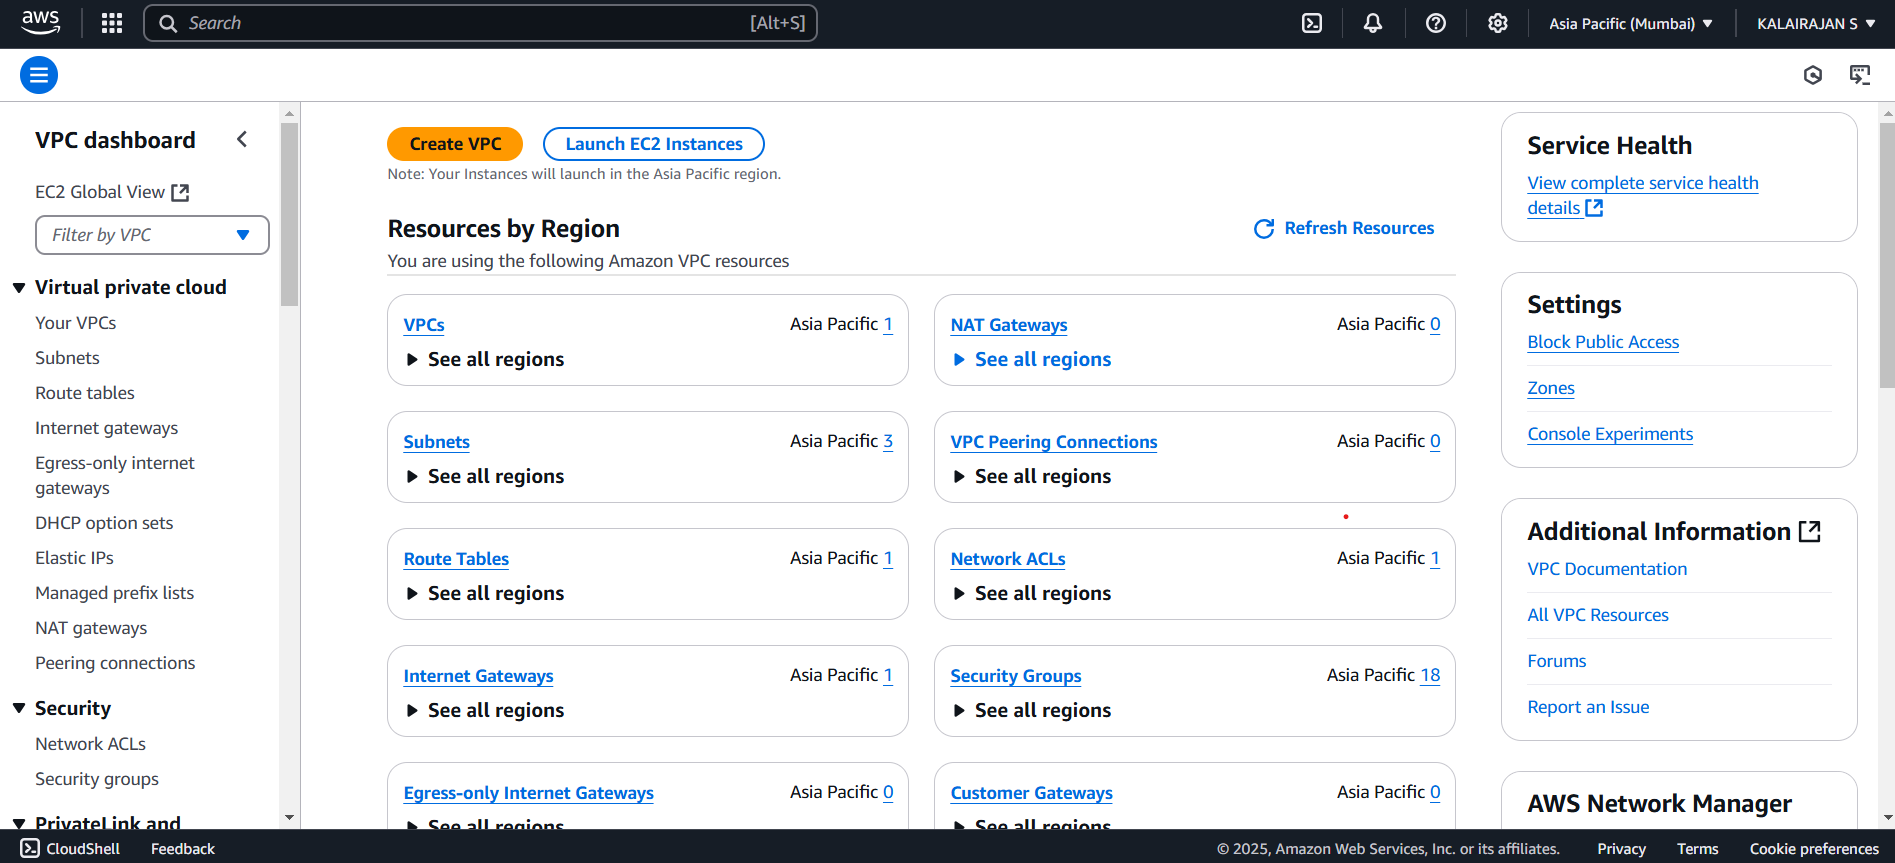 aws
Search
[Alt+S]
Asia Pacific (Mumbai)
KALAIRAJAN S
VPC dashboard
EC2 Global View
Filter by VPC
Virtual private cloud
Your VPCs
Subnets
Route tables
Internet gateways
Egress-only internet
gateways
DHCP option sets
Elastic IPs
Managed prefix lists
NAT gateways
Peering connections
Security
Network ACLs
Security groups
PrivateLink and
Create VPC
Launch EC2 Instances
Note: Your Instances will launch in the Asia Pacific region.
Resources by Region
Refresh Resources
You are using the following Amazon VPC resources
VPCs
Asia Pacific 1
See all regions
NAT Gateways
Asia Pacific 0
See all regions
Subnets
Asia Pacific 3
See all regions
VPC Peering Connections
Asia Pacific 0
See all regions
Route Tables
Asia Pacific 1
See all regions
Network ACLs
Asia Pacific 1
See all regions
Internet Gateways
Asia Pacific 1
See all regions
Security Groups
Asia Pacific 18
See all regions
Egress-only Internet Gateways
Asia Pacific 0
See all regions
Customer Gateways
Asia Pacific 0
See all regions
Service Health
View complete service health
details
Settings
Block Public Access
Zones
Console Experiments
Additional Information
VPC Documentation
All VPC Resources
Forums
Report an Issue
AWS Network Manager
CloudShell
Feedback
© 2025, Amazon Web Services, Inc. or its affiliates.
Privacy
Terms
Cookie preferences